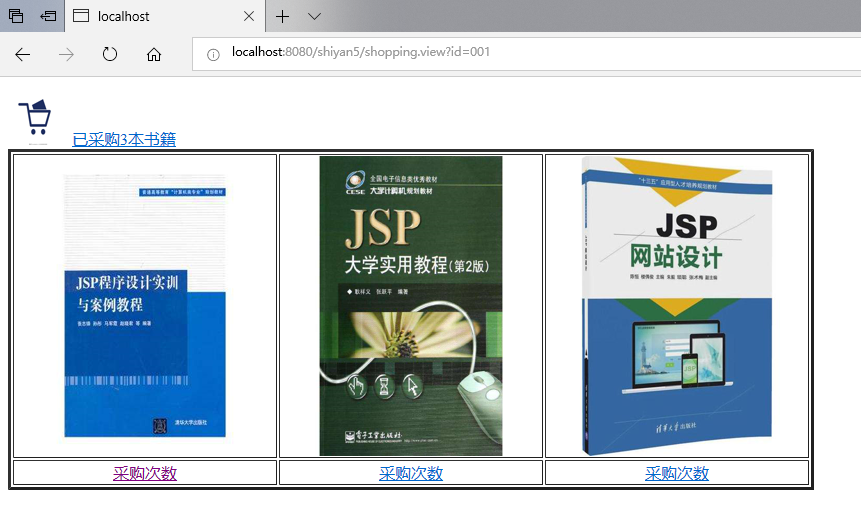 localhost
localhost:8080/shiyan5/shopping.view?id=001
已采购3本书籍
普通高等教育“计算机类专业”规划教材
JSP程序设计实训
与案例教程
清华大学出版社
全国电子信息类优秀教材
CESE 大学计算机规划教材
JSP
大学实用教程(第2版)
◆ 耿祥义 张跃平 编著
电子工业出版社
“十三五”应用型人才培养规划教材
JSP
网站设计
JSP
清华大学出版社
采购次数 采购次数 采购次数